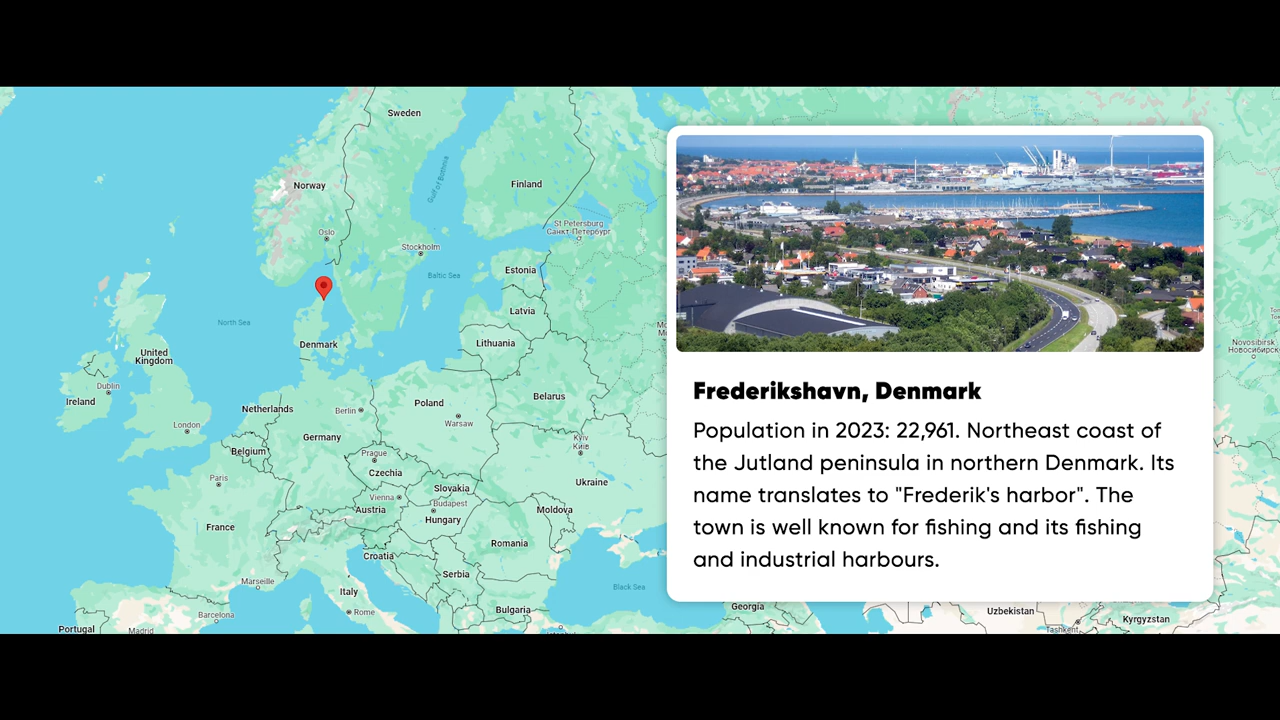 Sweden
Norway
Finland
Gulf of Bothnia
Oslo
Stockholm
St Petersburg
Санкт-Петербург
Estonia
Baltic Sea
North Sea
Latvia
Denmark
Lithuania
United
Kingdom
Dublin
Ireland
Belarus
Netherlands
Berlin
Poland
Warsaw
London
Germany
Belgium
Kyiv
Київ
Prague
Czechia
Paris
Ukraine
Slovakia
Vienna
Budapest
Austria
Moldova
Hungary
France
Romania
Croatia
Serbia
Marseille
Black Sea
Italy
Rome
Bulgaria
Barcelona
Portugal
Madrid
Georgia
Uzbekistan
Kyrgyzstan
Tashkent
Novosibirsk
Новосибирск
Frederikshavn, Denmark
Population in 2023: 22,961. Northeast coast of
the Jutland peninsula in northern Denmark. Its
name translates to "Frederik's harbor". The
town is well known for fishing and its fishing
and industrial harbours.